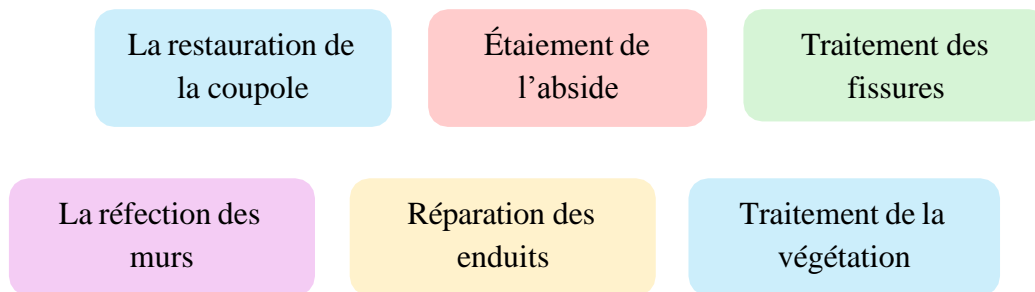 La restauration de
la coupole
Étaiement de
l’abside
Traitement des
fissures
La réfection des
murs
Réparation des
enduits
Traitement de la
végétation